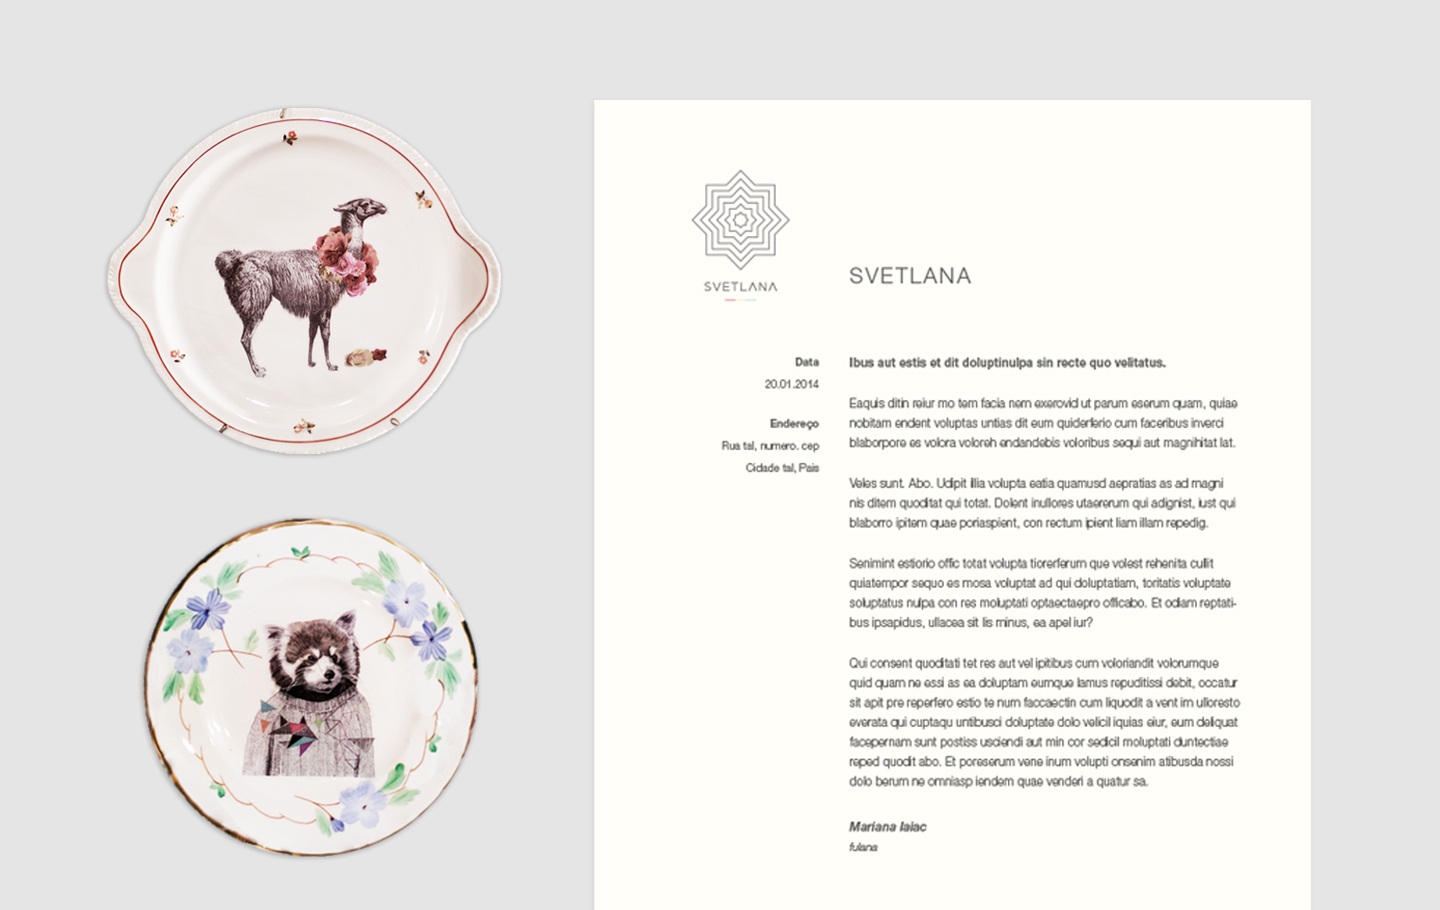 SVETLANA
SVETLANA
Data
20.01.2014
Endereço
Rua tal, numero. cep
Cidade tal, Pais
Ibus aut estis et dit doluptinulpa sin recte quo velitatus.
Eaquis ditin reiur mo tem facia nem exerovid ut parum eserum quam, quiae
nobitam endent voluptas untias dit eum quiderferio cum faceribus inverci
blaborpore es volora voloreh endandebis voloribus sequi aut magnihitat lat.
Veles sunt. Abo. Udipit illia volupta eatia quamusd aepratias as ad magni
nis ditem quoditat qui totat. Dolent inullores utaererum qui adignist, iust qui
blaborro ipitem quae poriaspient, con rectum ipient liam illam repedig.
Senimint estiorio offic totat volupta tiorerferum que volest rehenita cullit
quiatempor sequo es mosa voluptat ad qui doluptatiam, toritatis voluptate
soluptatus nulpa con res moluptati optaectaepro officabo. Et odiam reptati-
bus ipsapidus, ullacea sit lis minus, ea apel iur?
Qui consent quoditati tet res aut vel ipitibus cum voloriandit volorumque
quid quam ne essi as ea doluptam eumque lamus repuditissi debit, occatur
sit apit pre reperfero estio te num faccaectin cum liquodit a vent im ulloresto
everata qui cuptaqu untibusci doluptate dolo velicil iquias eiur, eum deliquat
facepernam sunt postiss usciendi aut min cor sedicil moluptati duntectiae
reped quodit abo. Et poreserum vene inum volupti onsenim atibusda nossi
dolo berum ne omniasp iendem quae venderi a quatur sa.
Mariana Iaiac
fulana